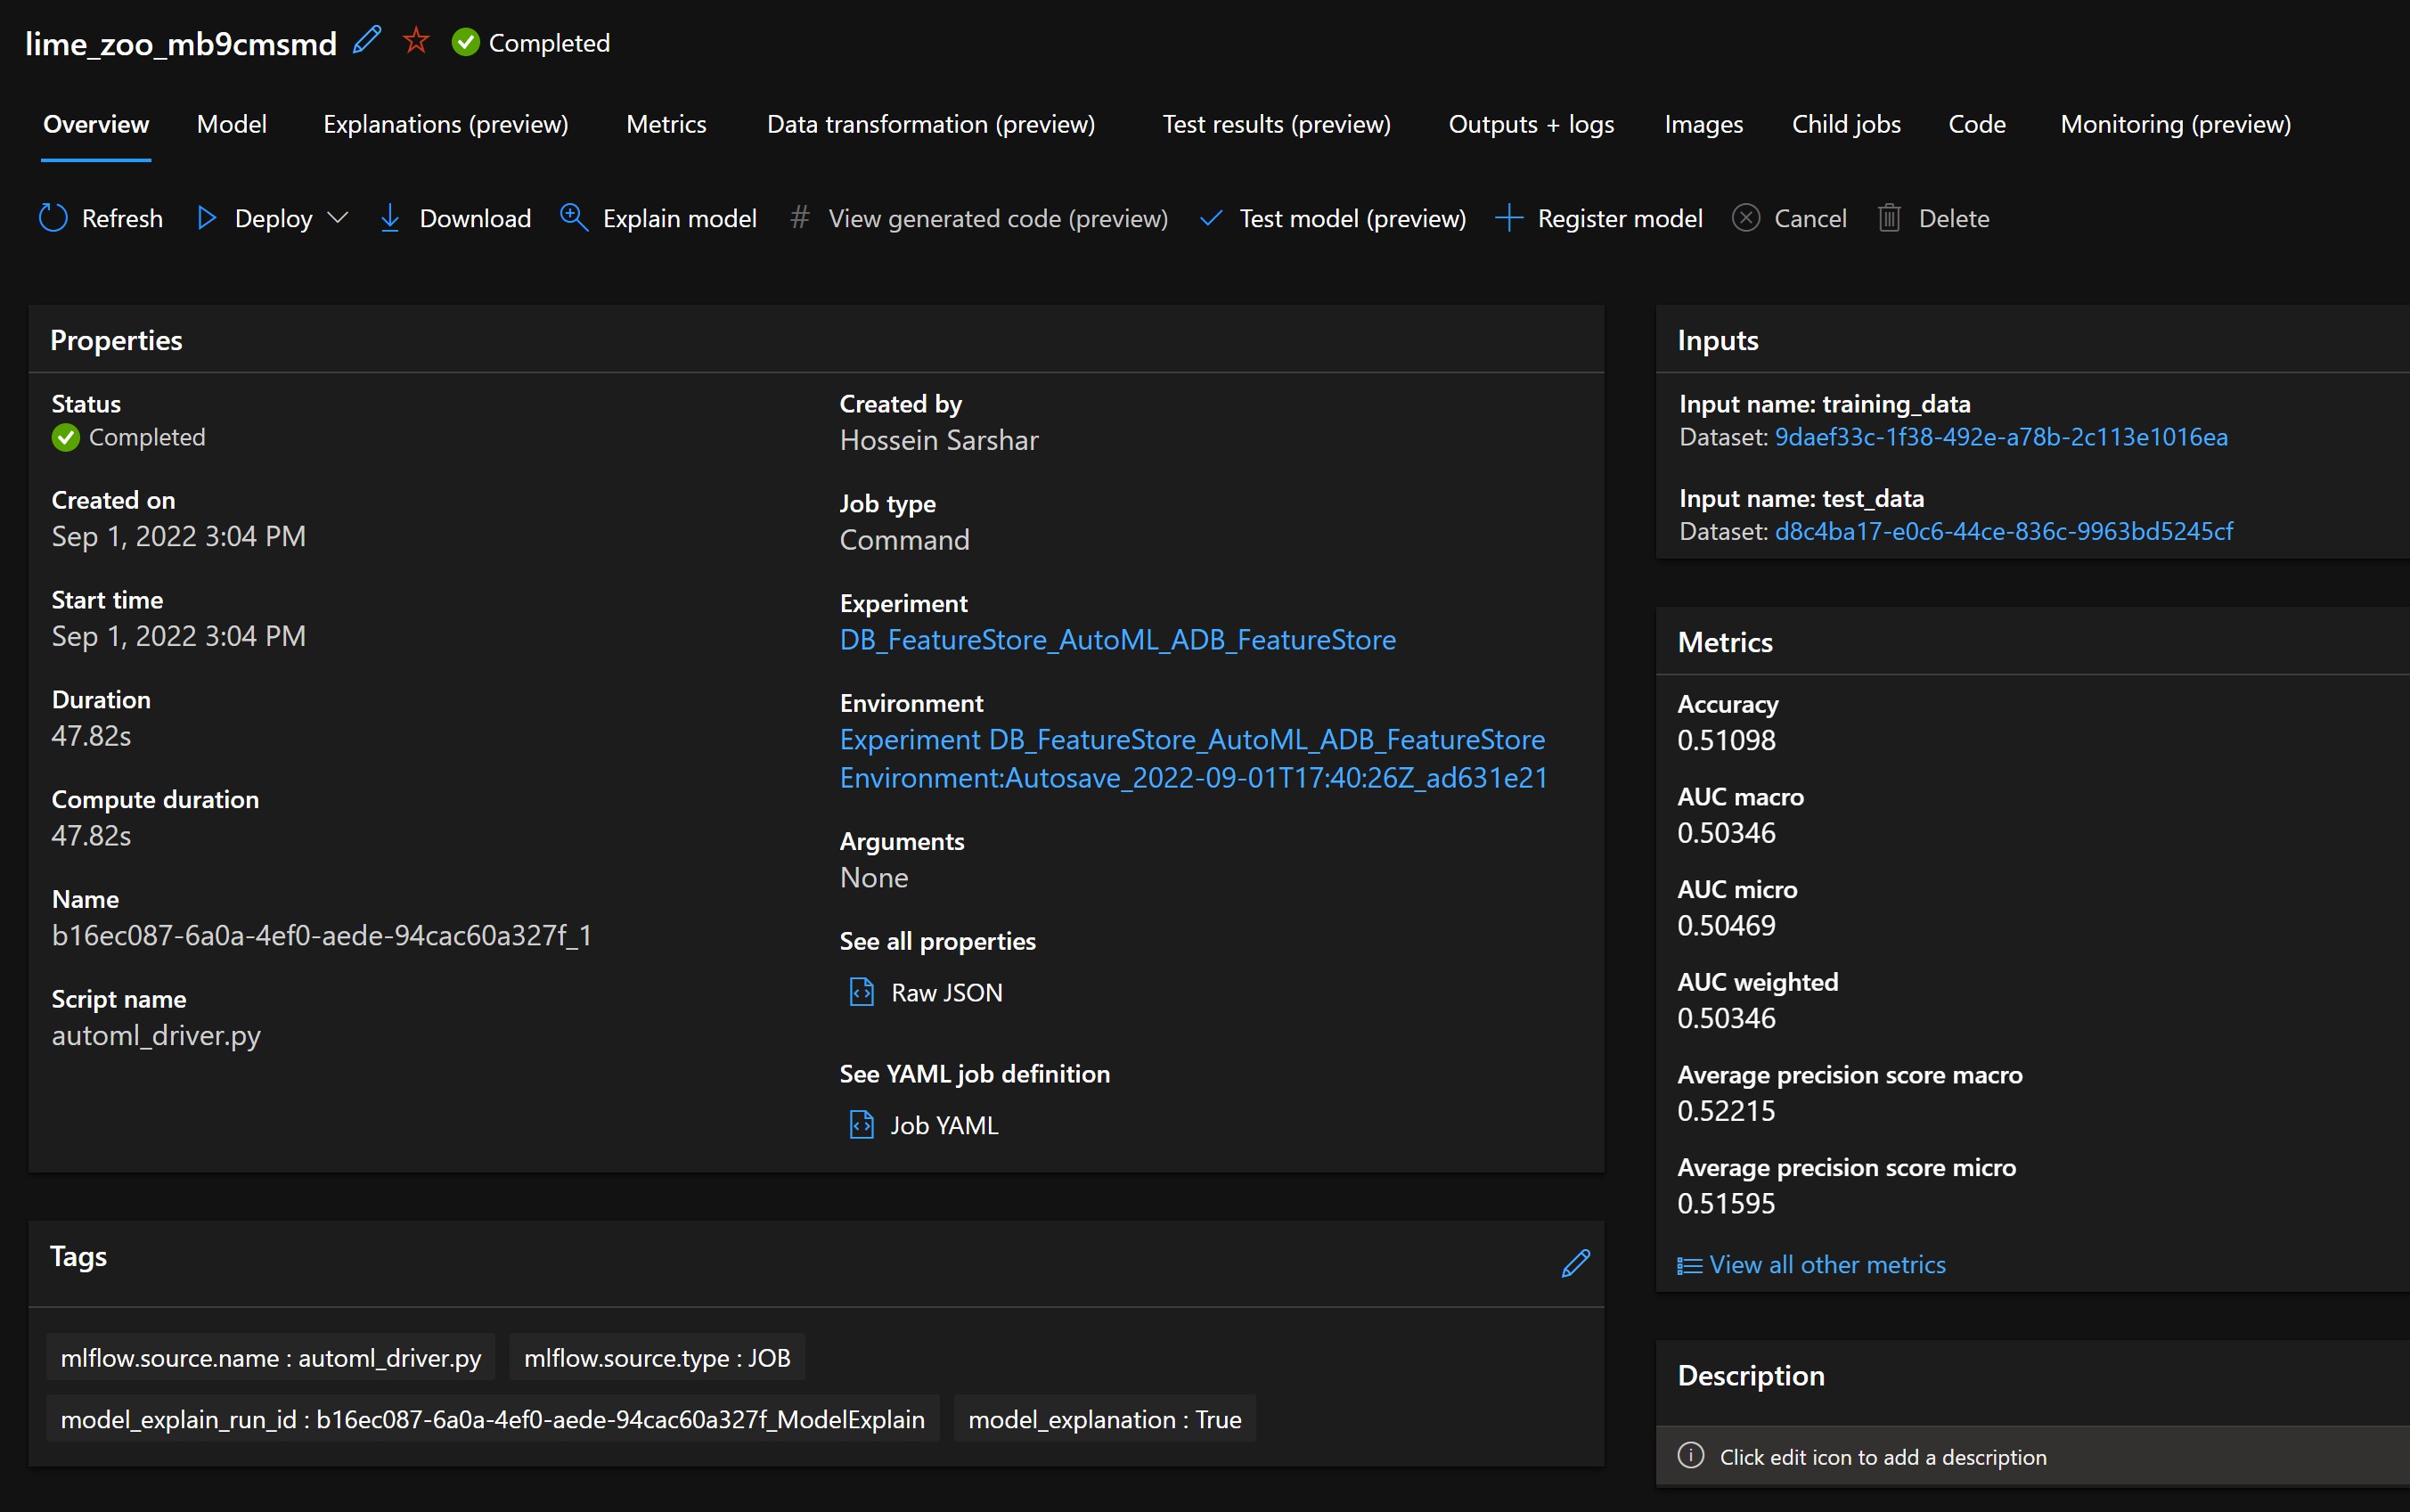 lime_zoo_mb9cmsmd Completed
Overview Model Explanations (preview) Metrics Data transformation (preview) Test results (preview) Outputs + logs Images Child jobs Code Monitoring (preview)
Refresh Deploy Download Explain model # View generated code (preview) Test model (preview) Register model Cancel Delete
Properties
Status
Completed
Created on
Sep 1, 2022 3:04 PM
Start time
Sep 1, 2022 3:04 PM
Duration
47.82s
Compute duration
47.82s
Name
b16ec087-6a0a-4ef0-aede-94cac60a327f_1
Script name
automl_driver.py
Created by
Hossein Sarshar
Job type
Command
Experiment
DB_FeatureStore_AutoML_ADB_FeatureStore
Environment
Experiment DB_FeatureStore_AutoML_ADB_FeatureStore
Environment:Autosave_2022-09-01T17:40:26Z_ad631e21
Arguments
None
See all properties
Raw JSON
See YAML job definition
Job YAML
Tags
mlflow.source.name : automl_driver.py mlflow.source.type : JOB
model_explain_run_id : b16ec087-6a0a-4ef0-aede-94cac60a327f_ModelExplain model_explanation : True
Inputs
Input name: training_data
Dataset: 9daef33c-1f38-492e-a78b-2c113e1016ea
Input name: test_data
Dataset: d8c4ba17-e0c6-44ce-836c-9963bd5245cf
Metrics
Accuracy
0.51098
AUC macro
0.50346
AUC micro
0.50469
AUC weighted
0.50346
Average precision score macro
0.52215
Average precision score micro
0.51595
View all other metrics
Description
Click edit icon to add a description